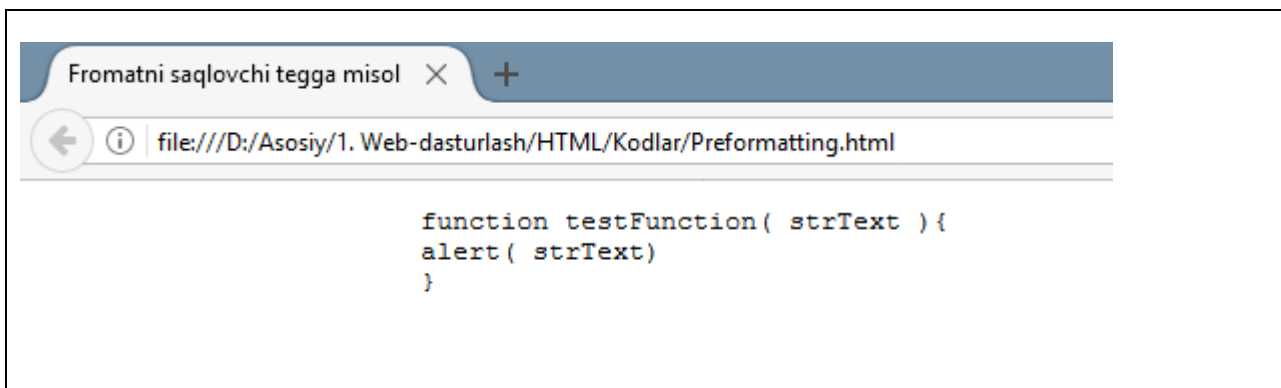 Fromatni saqlovchi tegga misol
file:///D:/Asosiy/1. Web-dasturlash/HTML/Kodlar/Preformatting.html
function testFunction( strText ){
alert( strText)
}